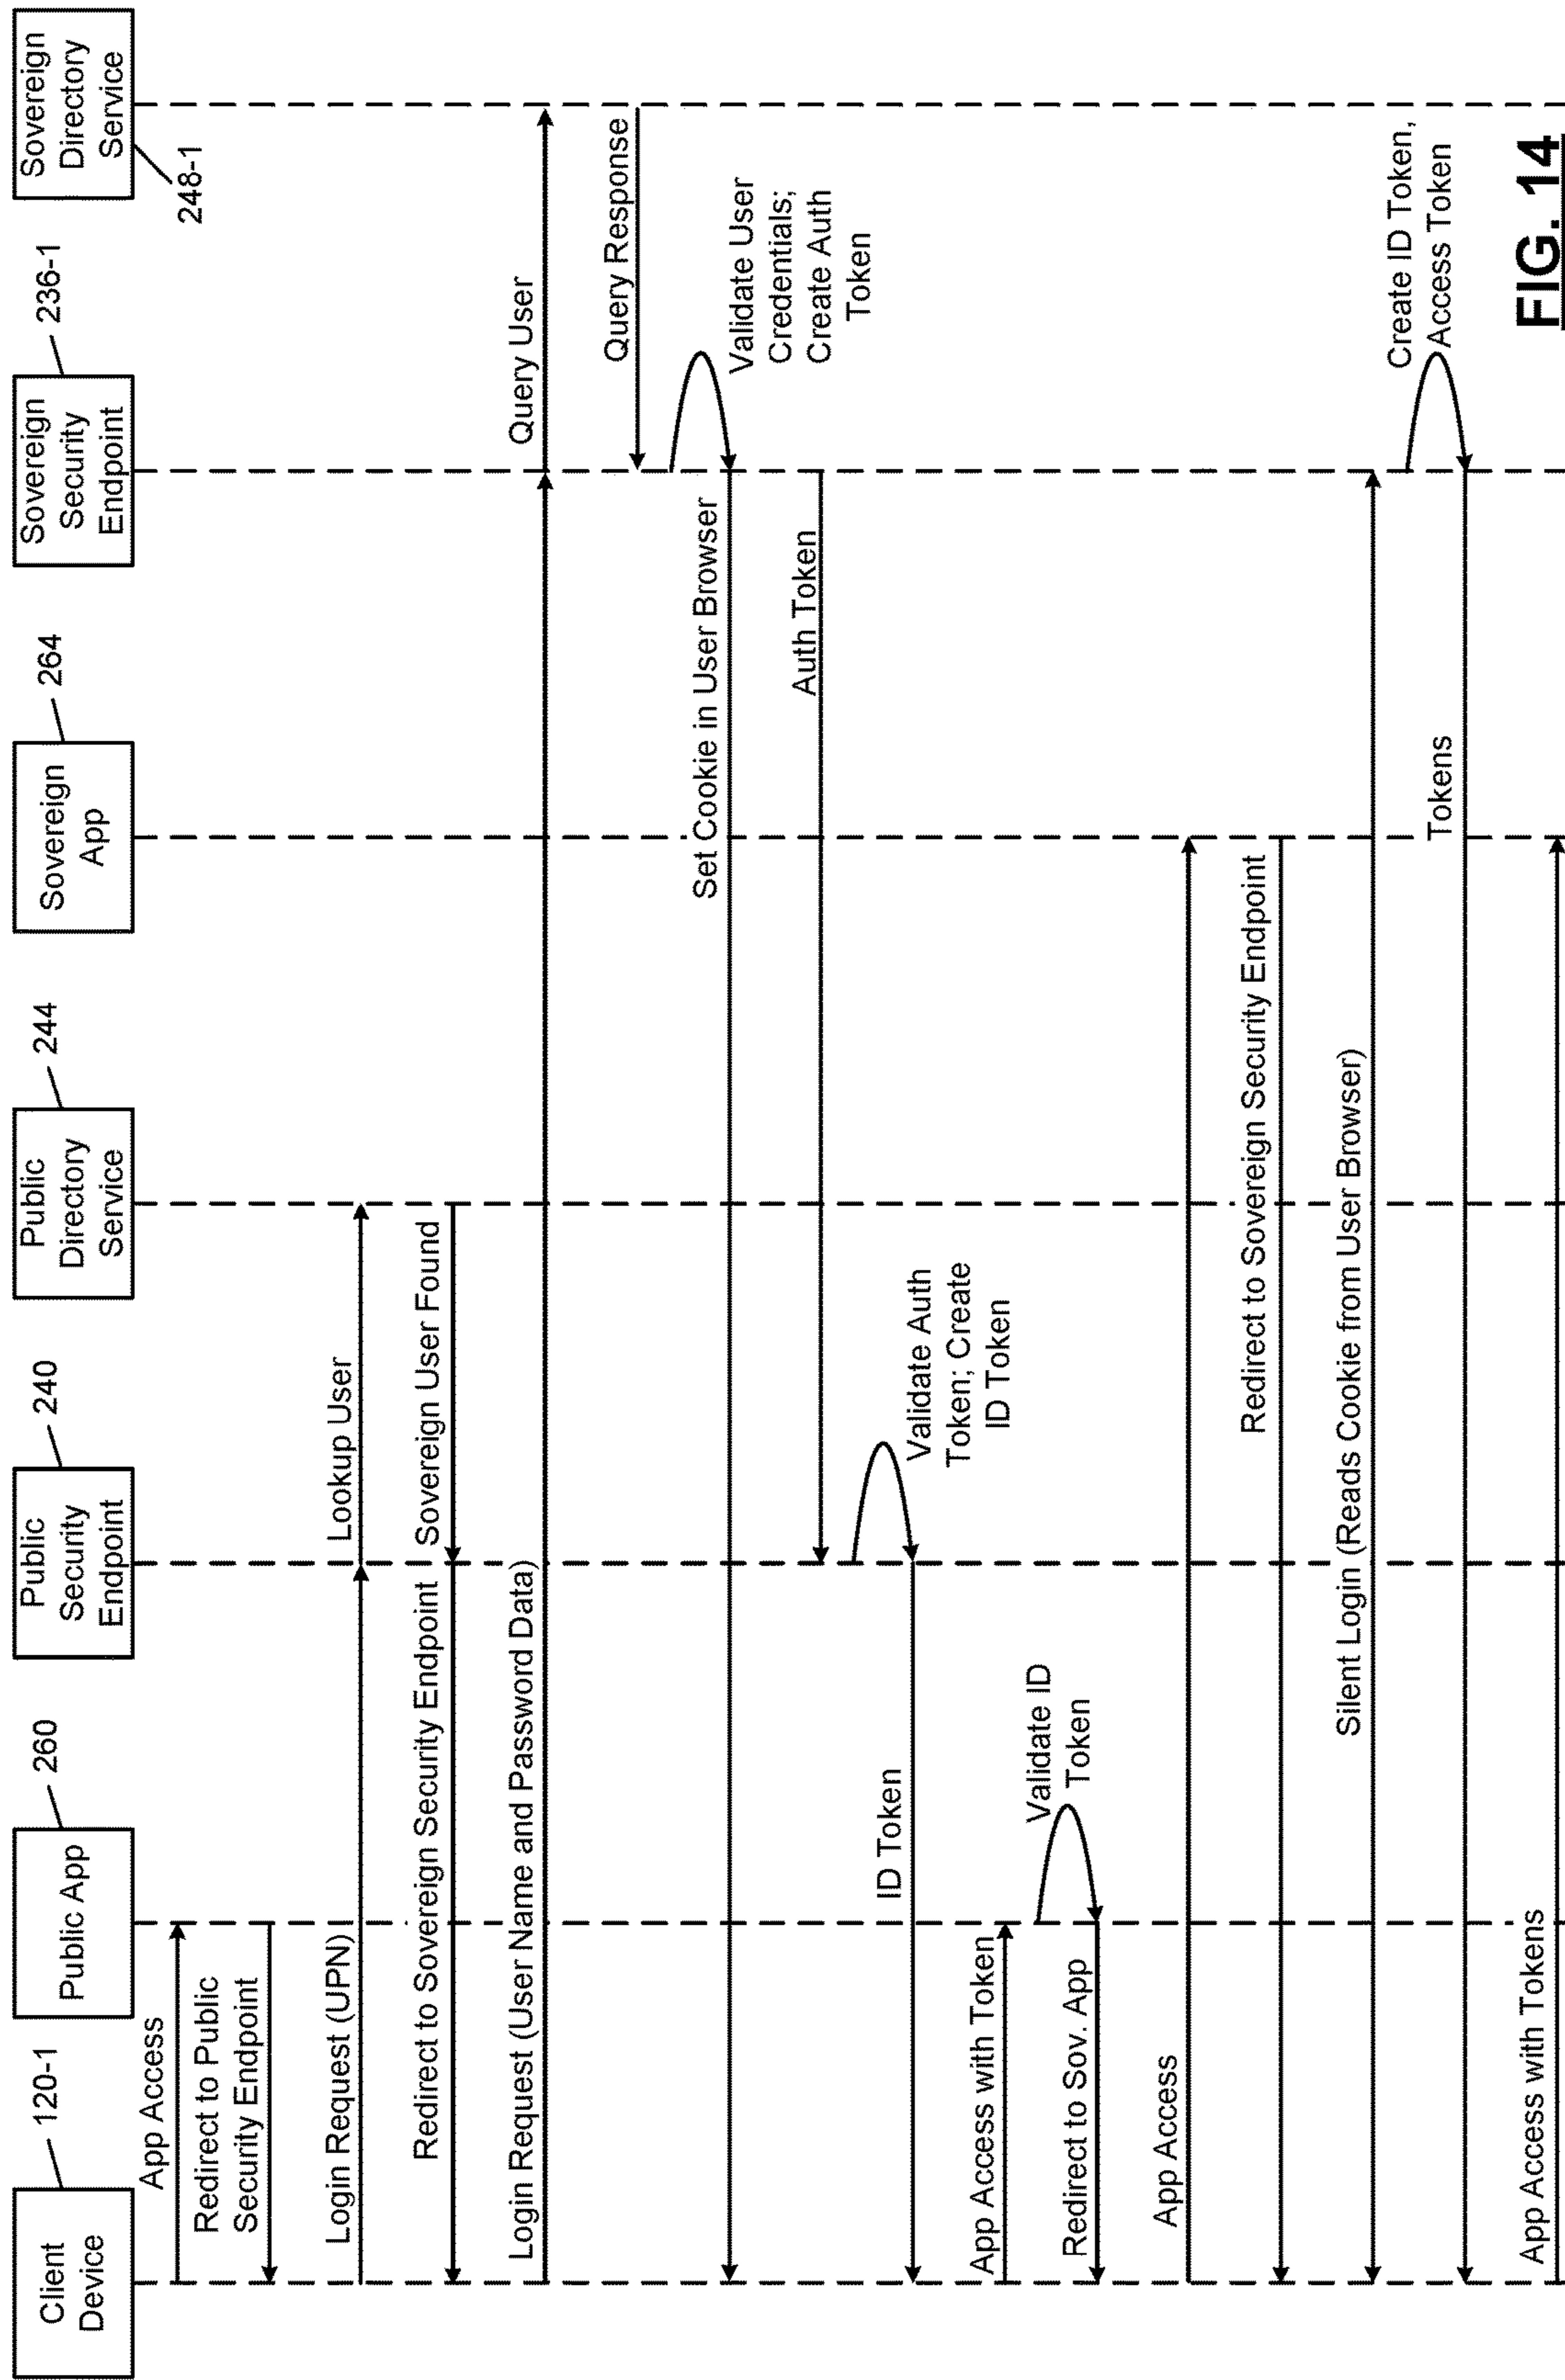 Client
Device
120-1
Public App
260
Public
Security
Endpoint
240
Public
Directory
Service
244
Sovereign
App
264
Sovereign
Security
Endpoint
236-1
Sovereign
Directory
Service
248-1
App Access
Redirect to Public
Security Endpoint
Login Request (UPN)
Lookup User
Redirect to Sovereign Security Endpoint
Sovereign User Found
Login Request (User Name and Password Data)
Query User
Query Response
Validate User
Credentials;
Create Auth
Token
Set Cookie in User Browser
Auth Token
Validate Auth
Token; Create
ID Token
ID Token
App Access with Token
Validate ID
Token
Redirect to Sov. App
App Access
Redirect to Sovereign Security Endpoint
Silent Login (Reads Cookie from User Browser)
Create ID Token,
Access Token
Tokens
App Access with Tokens
FIG. 14